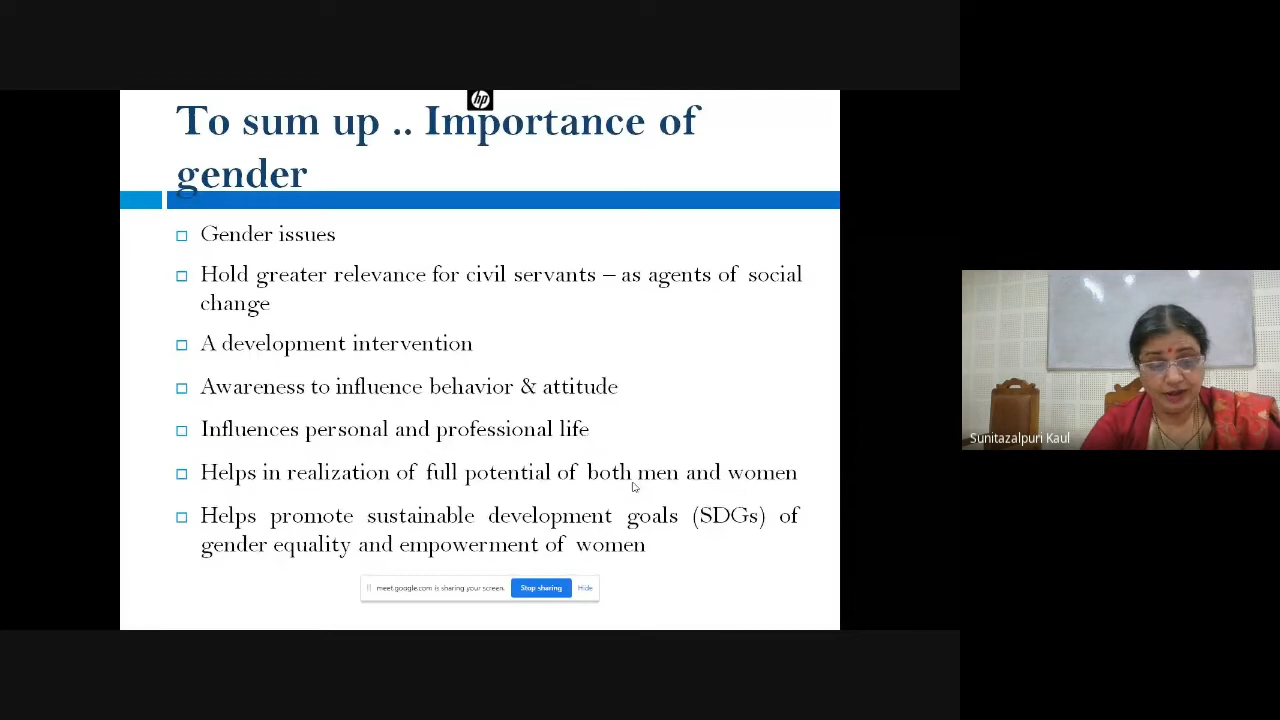 hp
To sum up .. Importance of
gender
Gender issues
Hold greater relevance for civil servants – as agents of social
change
A development intervention
Awareness to influence behavior & attitude
Influences personal and professional life
Helps in realization of full potential of both men and women
Helps promote sustainable development goals (SDGs) of
gender equality and empowerment of women
meet.google.com is sharing your screen. Stop sharing Hide
Sunitazalpuri Kaul